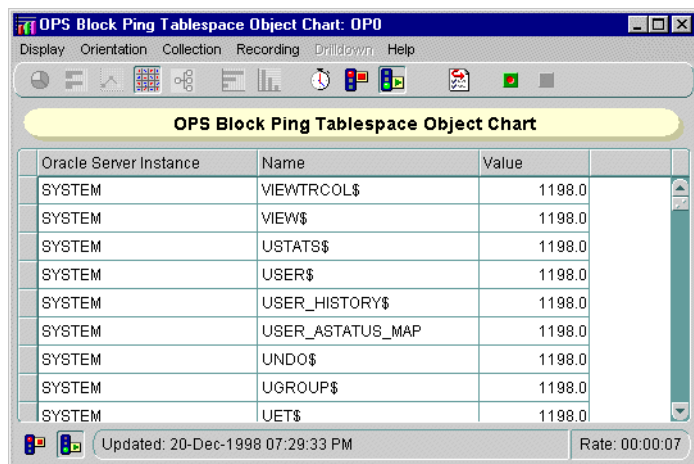 OPS Block Ping Tablespace Object Chart: OP0
Display Orientation Collection Recording Drilldown Help
OPS Block Ping Tablespace Object Chart
Oracle Server Instance Name Value
SYSTEM VIEWTRCOL$ 1198.0
SYSTEM VIEW$ 1198.0
SYSTEM USTATS$ 1198.0
SYSTEM USER$ 1198.0
SYSTEM USER_HISTORY$ 1198.0
SYSTEM USER_ASTATUS_MAP 1198.0
SYSTEM UNDO$ 1198.0
SYSTEM UGROUP$ 1198.0
SYSTEM UET$ 1198.0
Updated: 20-Dec-1998 07:29:33 PM Rate: 00:00:07